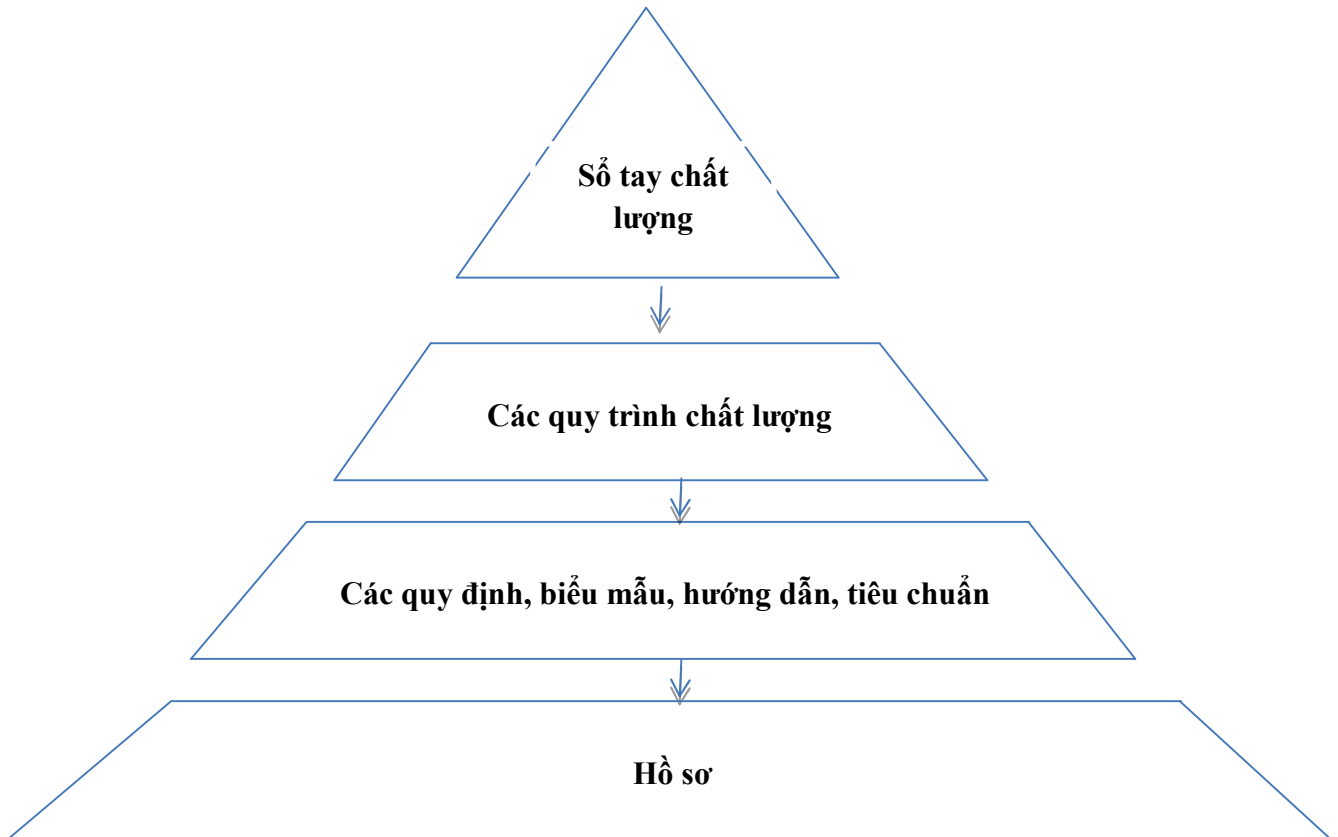 Sổ tay chất
lượng
Các quy trình chất lượng
Các quy định, biểu mẫu, hướng dẫn, tiêu chuẩn
Hồ sơ